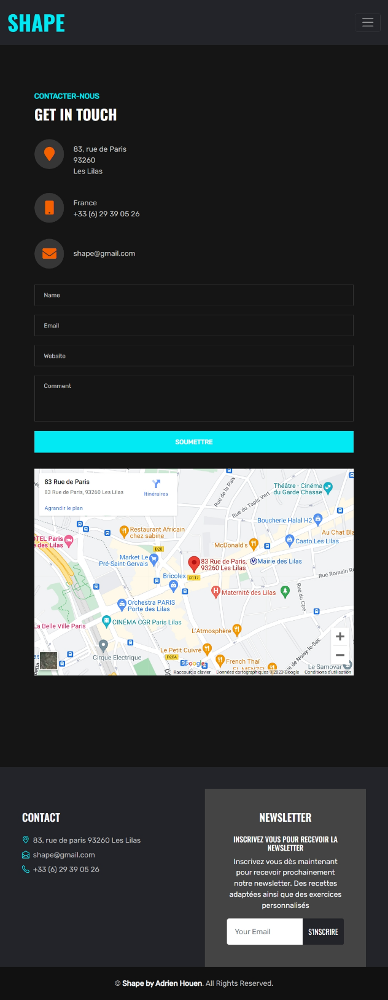 SHAPE
CONTACTER-NOUS
GET IN TOUCH
83, rue de Paris
93260
Les Lilas
France
+33 (6) 29 39 05 26
shape@gmail.com
Name
Email
Website
Comment
SOUMETTRE
83 Rue de Paris
83 Rue de Paris, 93260 Les Lilas
Itinéraires
Agrandir le plan
Rue de la Paix
Théâtre - Cinéma
du Garde Chasse
Rue du Tapis Vert
Boucherie Halal H2
Restaurant Africain
chez sabine
Au Chat Bla
TEL Paris
e des Lilas
McDonald's
Casto Les Lilas
D20
Market Le
Pré-Saint-Gervais
83 Rue de Paris,
93260 Les Lilas
Mairie des Lilas
Bricolex
D117
Rue Romain Ro
Maternité des Lilas
Rue du Ctre
Orchestra PARIS
Porte des Lilas
CINÉMA CGR Paris Lilas
La Belle Ville Paris
L'Atmosphère
Le Petit Cuivré
Cirque Electrique
D20A
French Thaï
EL MENZEL
e de Noisy-le-Sec
Le Samovar
Google
Raccourcis clavier
Données cartographiques ©2023 Google
Conditions d'utilisation
CONTACT
83, rue de paris 93260 Les Lilas
shape@gmail.com
+33 (6) 29 39 05 26
NEWSLETTER
INSCRIVEZ VOUS POUR RECEVOIR LA
NEWSLETTER
Inscrivez vous dès maintenant
pour recevoir prochainement
notre newsletter. Des recettes
adaptées ainsi que des exercices
personnalisés
Your Email
S'INSCRIRE
© Shape by Adrien Houen. All Rights Reserved.